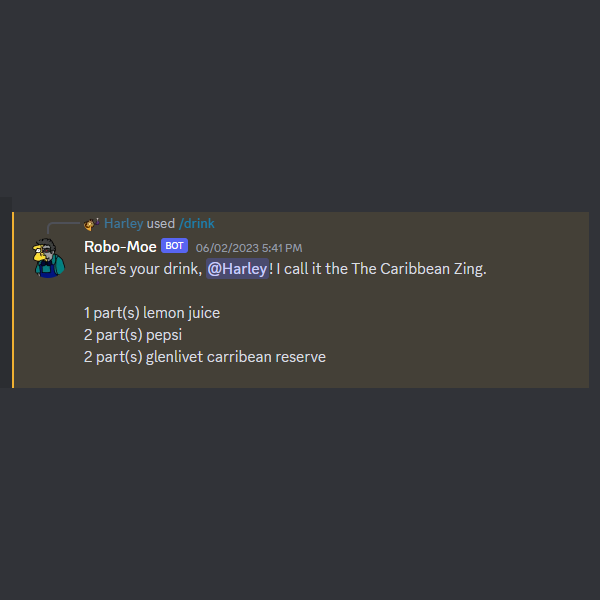 Harley used /drink
Robo-Moe BOT 06/02/2023 5:41 PM
Here's your drink, @Harley! I call it the The Caribbean Zing.
1 part(s) lemon juice
2 part(s) pepsi
2 part(s) glenlivet carribean reserve